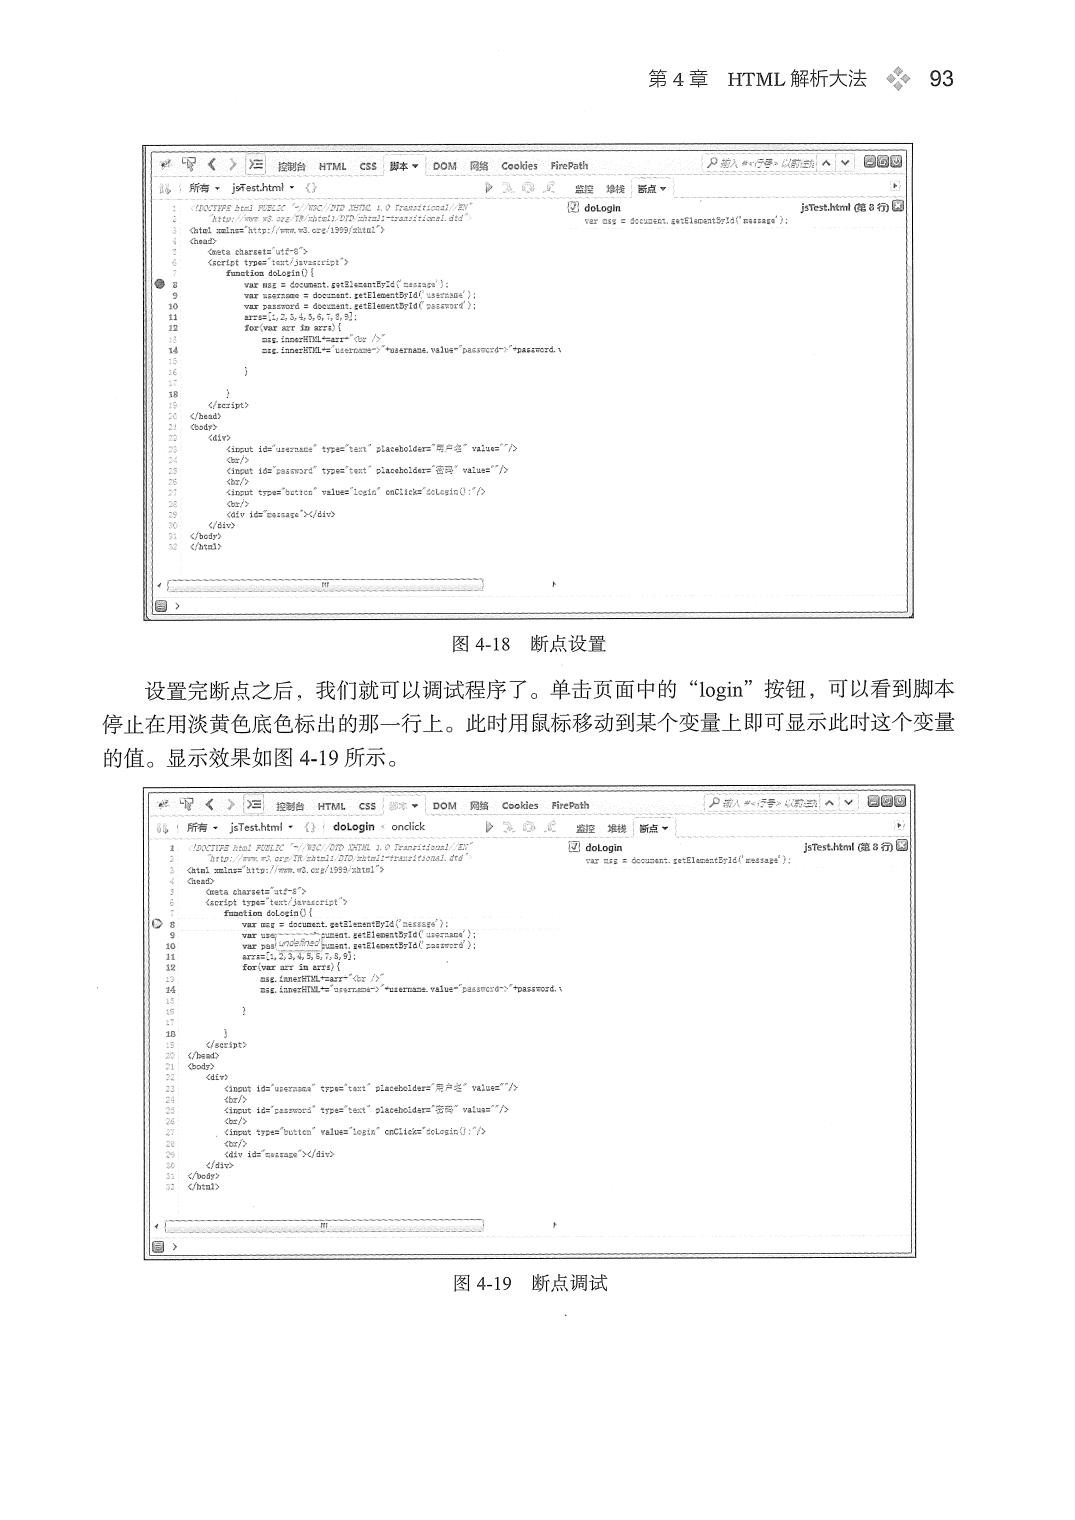 第 4 章 HTML 解析大法 93
控制台 HTML CSS 脚本 DOM 网络 Cookies FirePath
所有 jsTest.html 监控 堆栈 断点
1 <!DOCTYPE html PUBLIC "-//W3C//DTD XHTML 1.0 Transitional//EN"
2 "http://www.w3.org/TR/xhtml1/DTD/xhtml1-transitional.dtd">
3 <html xmlns="http://www.w3.org/1999/xhtml">
4 <head>
5 <meta charset="utf-8">
6 <script type="text/javascript">
7 function doLogin(){
8 var msg = document.getElementById('message');
9 var username = document.getElementById('username');
10 var password = document.getElementById('password');
11 arrs=[1,2,3,4,5,6,7,8,9];
12 for(var arr in arrs){
13 msg.innerHTML+=arr+"<br />"
14 msg.innerHTML+="username->"+username.value+"password->"+password.v
15
16 }
17
18 }
19 </script>
20 </head>
21 <body>
22 <div>
23 <input id="username" type="text" placeholder="用户名" value=""/>
24 <br/>
25 <input id="password" type="text" placeholder="密码" value=""/>
26 <br/>
27 <input type="button" value="login" onClick="doLogin();"/>
28 <br/>
29 <div id="message"></div>
30 </div>
31 </body>
32 </html>
doLogin jsTest.html (第 8 行)
var msg = document.getElementById('message');
图 4-18 断点设置
设置完断点之后，我们就可以调试程序了。单击页面中的“login”按钮，可以看到脚本
停止在用淡黄色底色标出的那一行上。此时用鼠标移动到某个变量上即可显示此时这个变量
的值。显示效果如图 4-19 所示。
控制台 HTML CSS 脚本 DOM 网络 Cookies FirePath
所有 jsTest.html doLogin < onclick 监控 堆栈 断点
1 <!DOCTYPE html PUBLIC "-//W3C//DTD XHTML 1.0 Transitional//EN"
2 "http://www.w3.org/TR/xhtml1/DTD/xhtml1-transitional.dtd">
3 <html xmlns="http://www.w3.org/1999/xhtml">
4 <head>
5 <meta charset="utf-8">
6 <script type="text/javascript">
7 function doLogin(){
8 var msg = document.getElementById('message');
9 var use undefined cument.getElementById('username');
10 var pas cument.getElementById('password');
11 arrs=[1,2,3,4,5,6,7,8,9];
12 for(var arr in arrs){
13 msg.innerHTML+=arr+"<br />"
14 msg.innerHTML+="username->"+username.value+"password->"+password.v
15
16 }
17
18 }
19 </script>
20 </head>
21 <body>
22 <div>
23 <input id="username" type="text" placeholder="用户名" value=""/>
24 <br/>
25 <input id="password" type="text" placeholder="密码" value=""/>
26 <br/>
27 <input type="button" value="login" onClick="doLogin();"/>
28 <br/>
29 <div id="message"></div>
30 </div>
31 </body>
32 </html>
doLogin jsTest.html (第 8 行)
var msg = document.getElementById('message');
图 4-19 断点调试